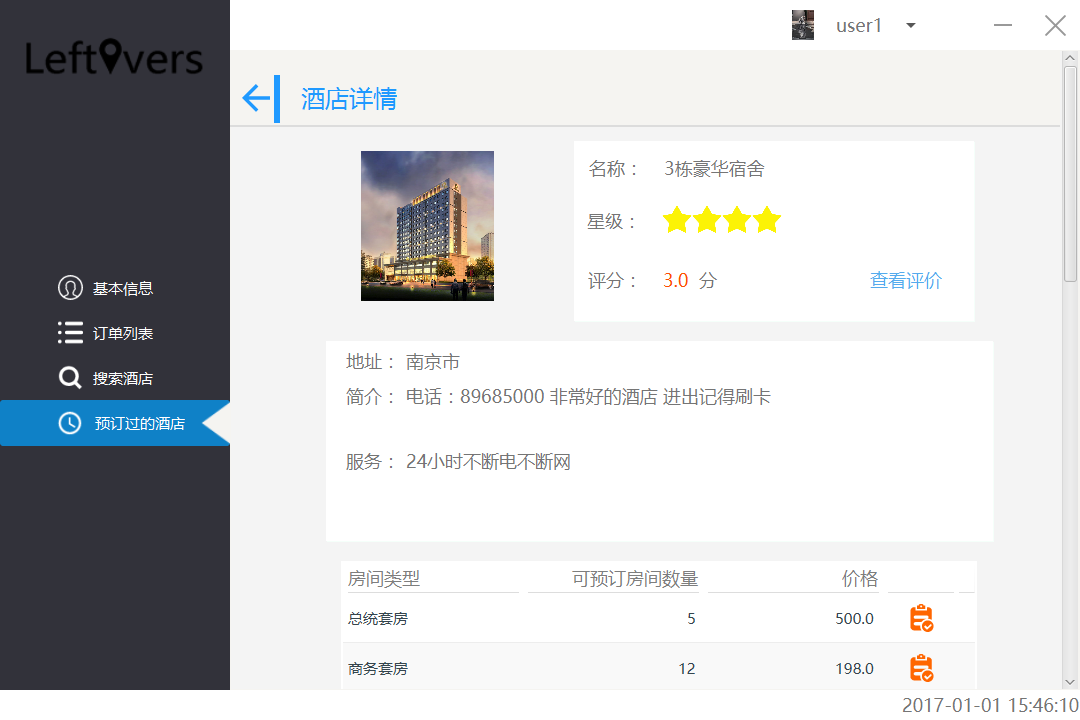 Leftovers
user1
酒店详情
名称： 3栋豪华宿舍
星级：
评分： 3.0 分 查看评价
基本信息
订单列表
搜索酒店
预订过的酒店
地址： 南京市
简介： 电话：89685000 非常好的酒店 进出记得刷卡
服务： 24小时不断电不断网
房间类型 可预订房间数量 价格
总统套房 5 500.0
商务套房 12 198.0
2017-01-01 15:46:10